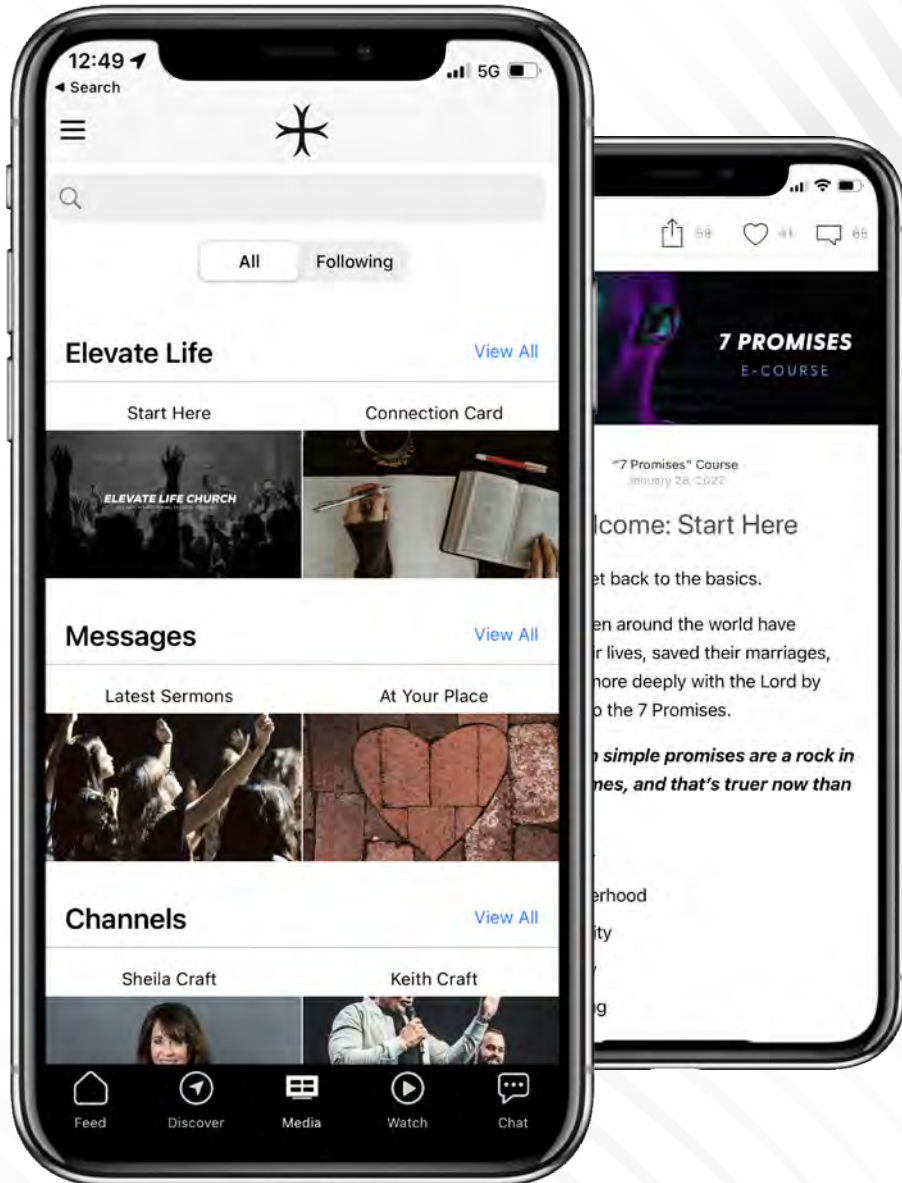 12:49
5G
Search
All
Following
Elevate Life
View All
Start Here
Connection Card
ELEVATE LIFE CHURCH
Messages
View All
Latest Sermons
At Your Place
Channels
View All
Sheila Craft
Keith Craft
Feed
Discover
Media
Watch
Chat
7 PROMISES
E-COURSE
"7 Promises" Course
January 28, 2022
lcome: Start Here
et back to the basics.
en around the world have
r lives, saved their marriages,
nore deeply with the Lord by
o the 7 Promises.
simple promises are a rock in
nes, and that's truer now than
erhood
ity